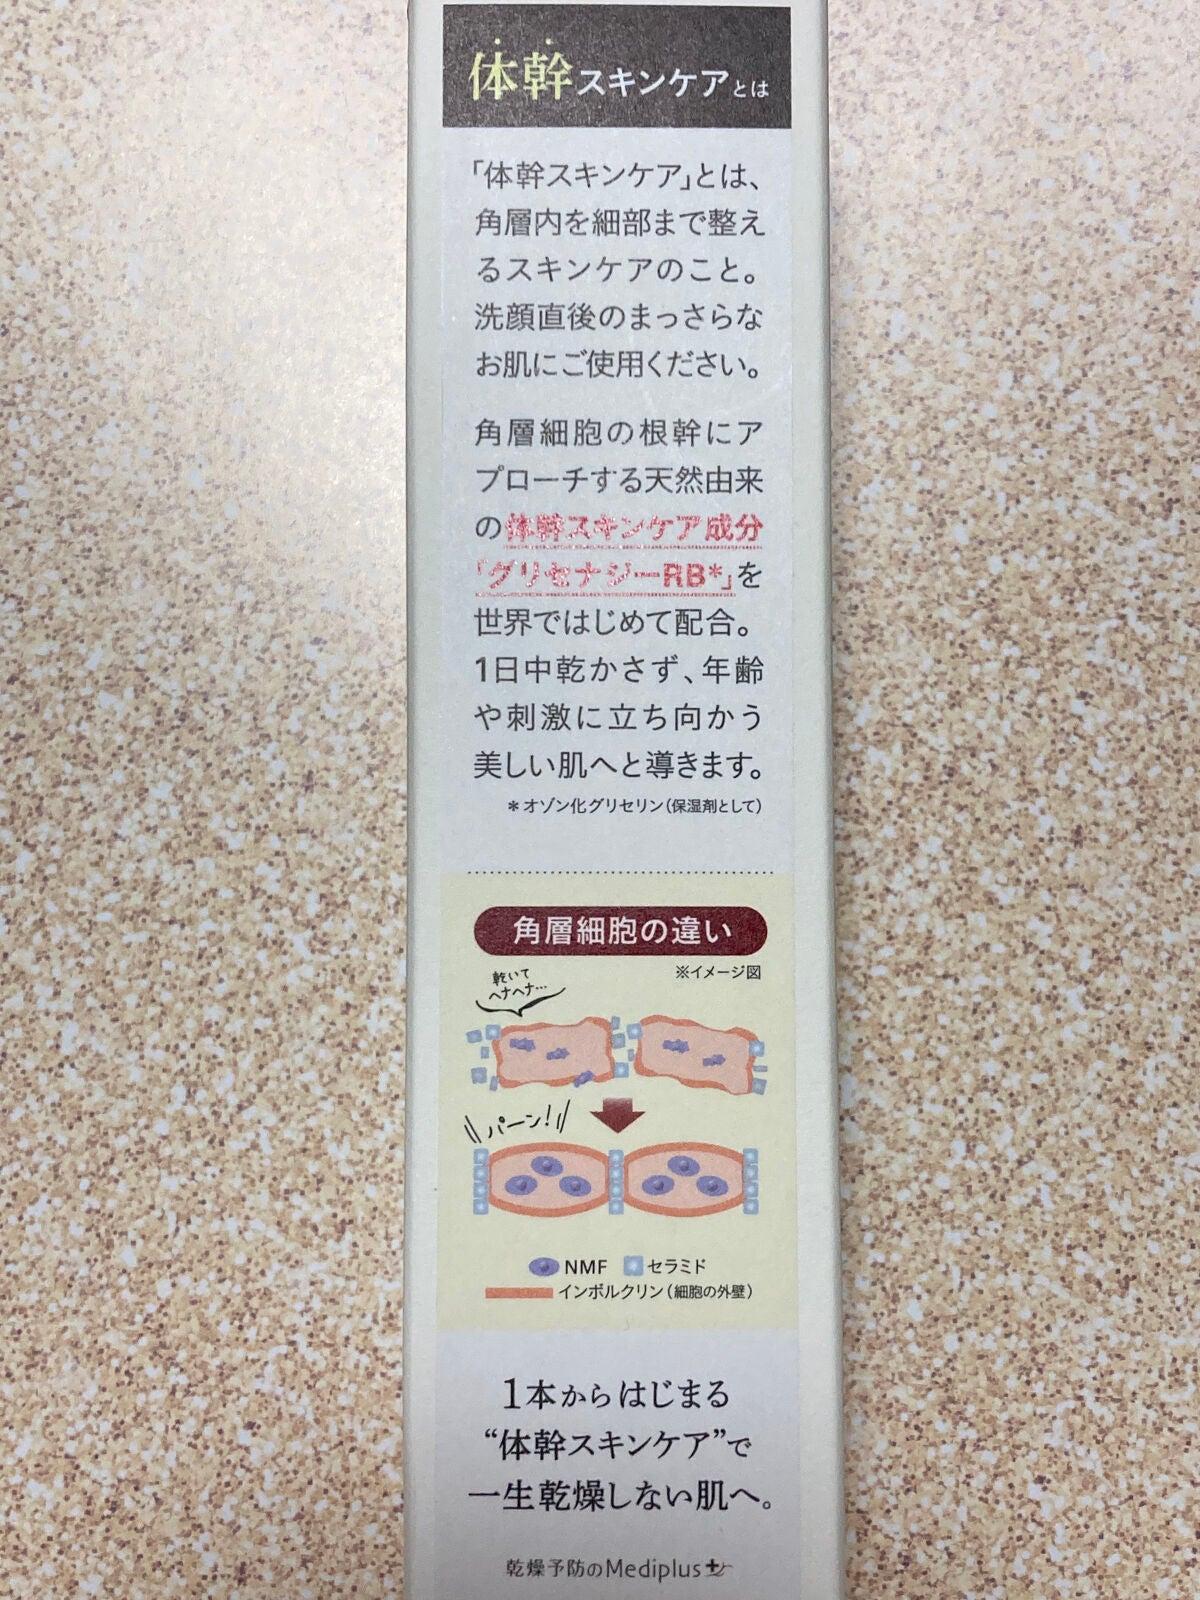 体幹スキンケアとは
「体幹スキンケア」とは、
角層内を細部まで整え
るスキンケアのこと。
洗顔直後のまっさらな
お肌にご使用ください。
角層細胞の根幹にア
プローチする天然由来
の体幹スキンケア成分
「グリセナジーRB*」を
世界ではじめて配合。
1日中乾かさず、年齢
や刺激に立ち向かう
美しい肌へと導きます。
*オゾン化グリセリン(保湿剤として)
角層細胞の違い
※イメージ図
乾いて
ヘナヘナ…
パーン!
NMF セラミド
インボルクリン(細胞の外壁)
1本からはじまる
“体幹スキンケア”で
一生乾燥しない肌へ。
乾燥予防のMediplus+